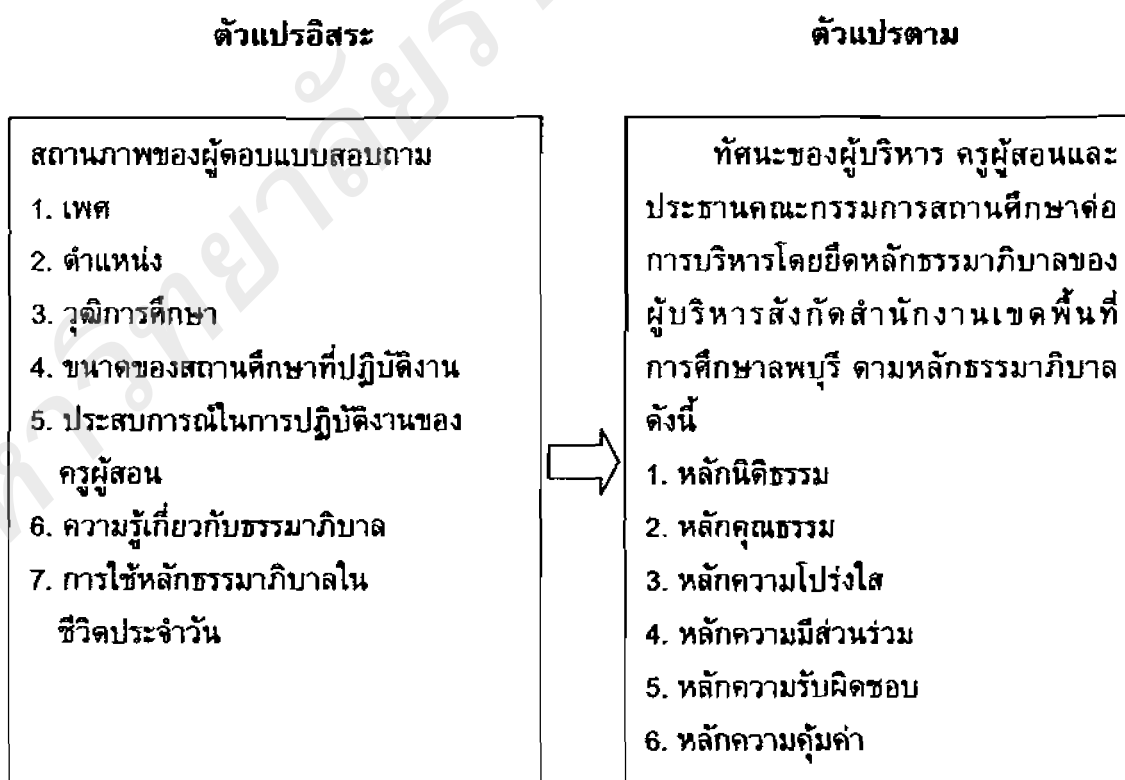 ตัวแปรอิสระ
สถานภาพของผู้ตอบแบบสอบถาม
1. เพศ
2. ตำแหน่ง
3. วุฒิการศึกษา
4. ขนาดของสถานศึกษาที่ปฏิบัติงาน
5. ประสบการณ์ในการปฏิบัติงานของ
ครูผู้สอน
6. ความรู้เกี่ยวกับธรรมาภิบาล
7. การใช้หลักธรรมาภิบาลใน
ชีวิตประจำวัน
ตัวแปรตาม
ทัศนะของผู้บริหาร ครูผู้สอนและ
ประธานคณะกรรมการสถานศึกษาต่อ
การบริหารโดยยึดหลักธรรมาภิบาลของ
ผู้บริหารสังกัดสำนักงานเขตพื้นที่
การศึกษาลพบุรี ตามหลักธรรมาภิบาล
ดังนี้
1. หลักนิติธรรม
2. หลักคุณธรรม
3. หลักความโปร่งใส
4. หลักความมีส่วนร่วม
5. หลักความรับผิดชอบ
6. หลักความคุ้มค่า